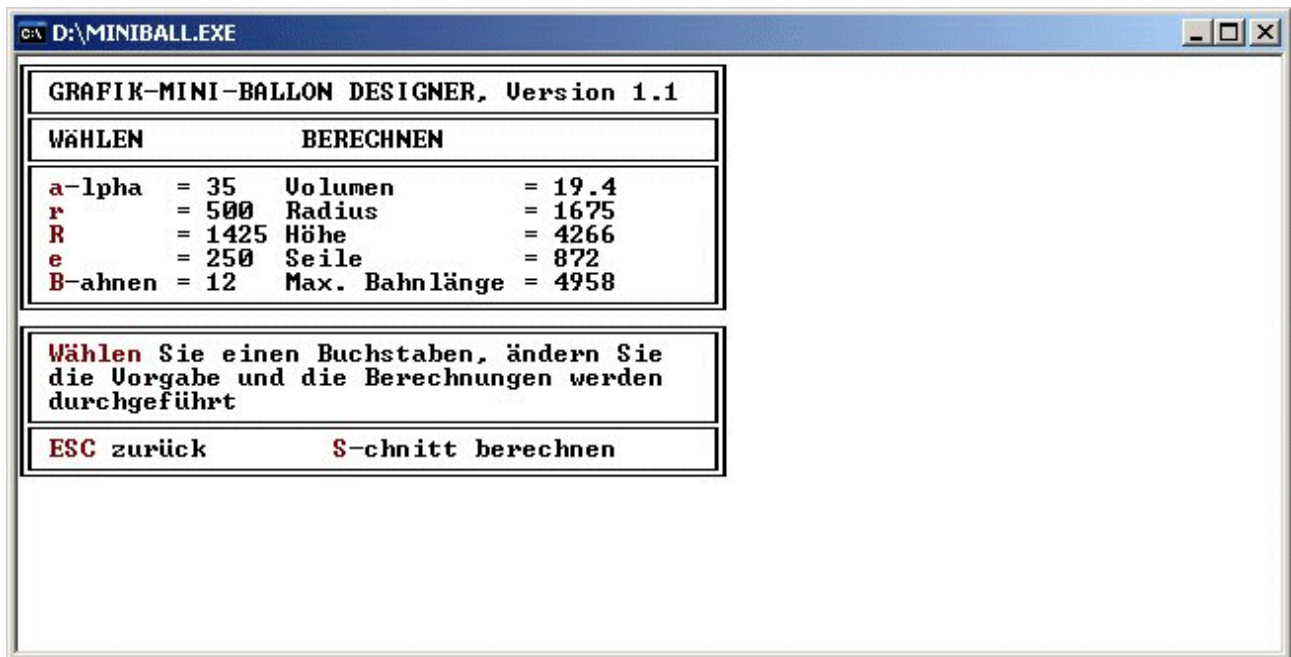 D:\MINIBALL.EXE
GRAFIK-MINI-BALLON DESIGNER, Version 1.1
WÄHLEN BERECHNEN
a-lpha = 35 Volumen = 19.4
r = 500 Radius = 1675
R = 1425 Höhe = 4266
e = 250 Seile = 872
B-ahnen = 12 Max. Bahnlänge = 4958
Wählen Sie einen Buchstaben, ändern Sie
die Vorgabe und die Berechnungen werden
durchgeführt
ESC zurück S-chnitt berechnen